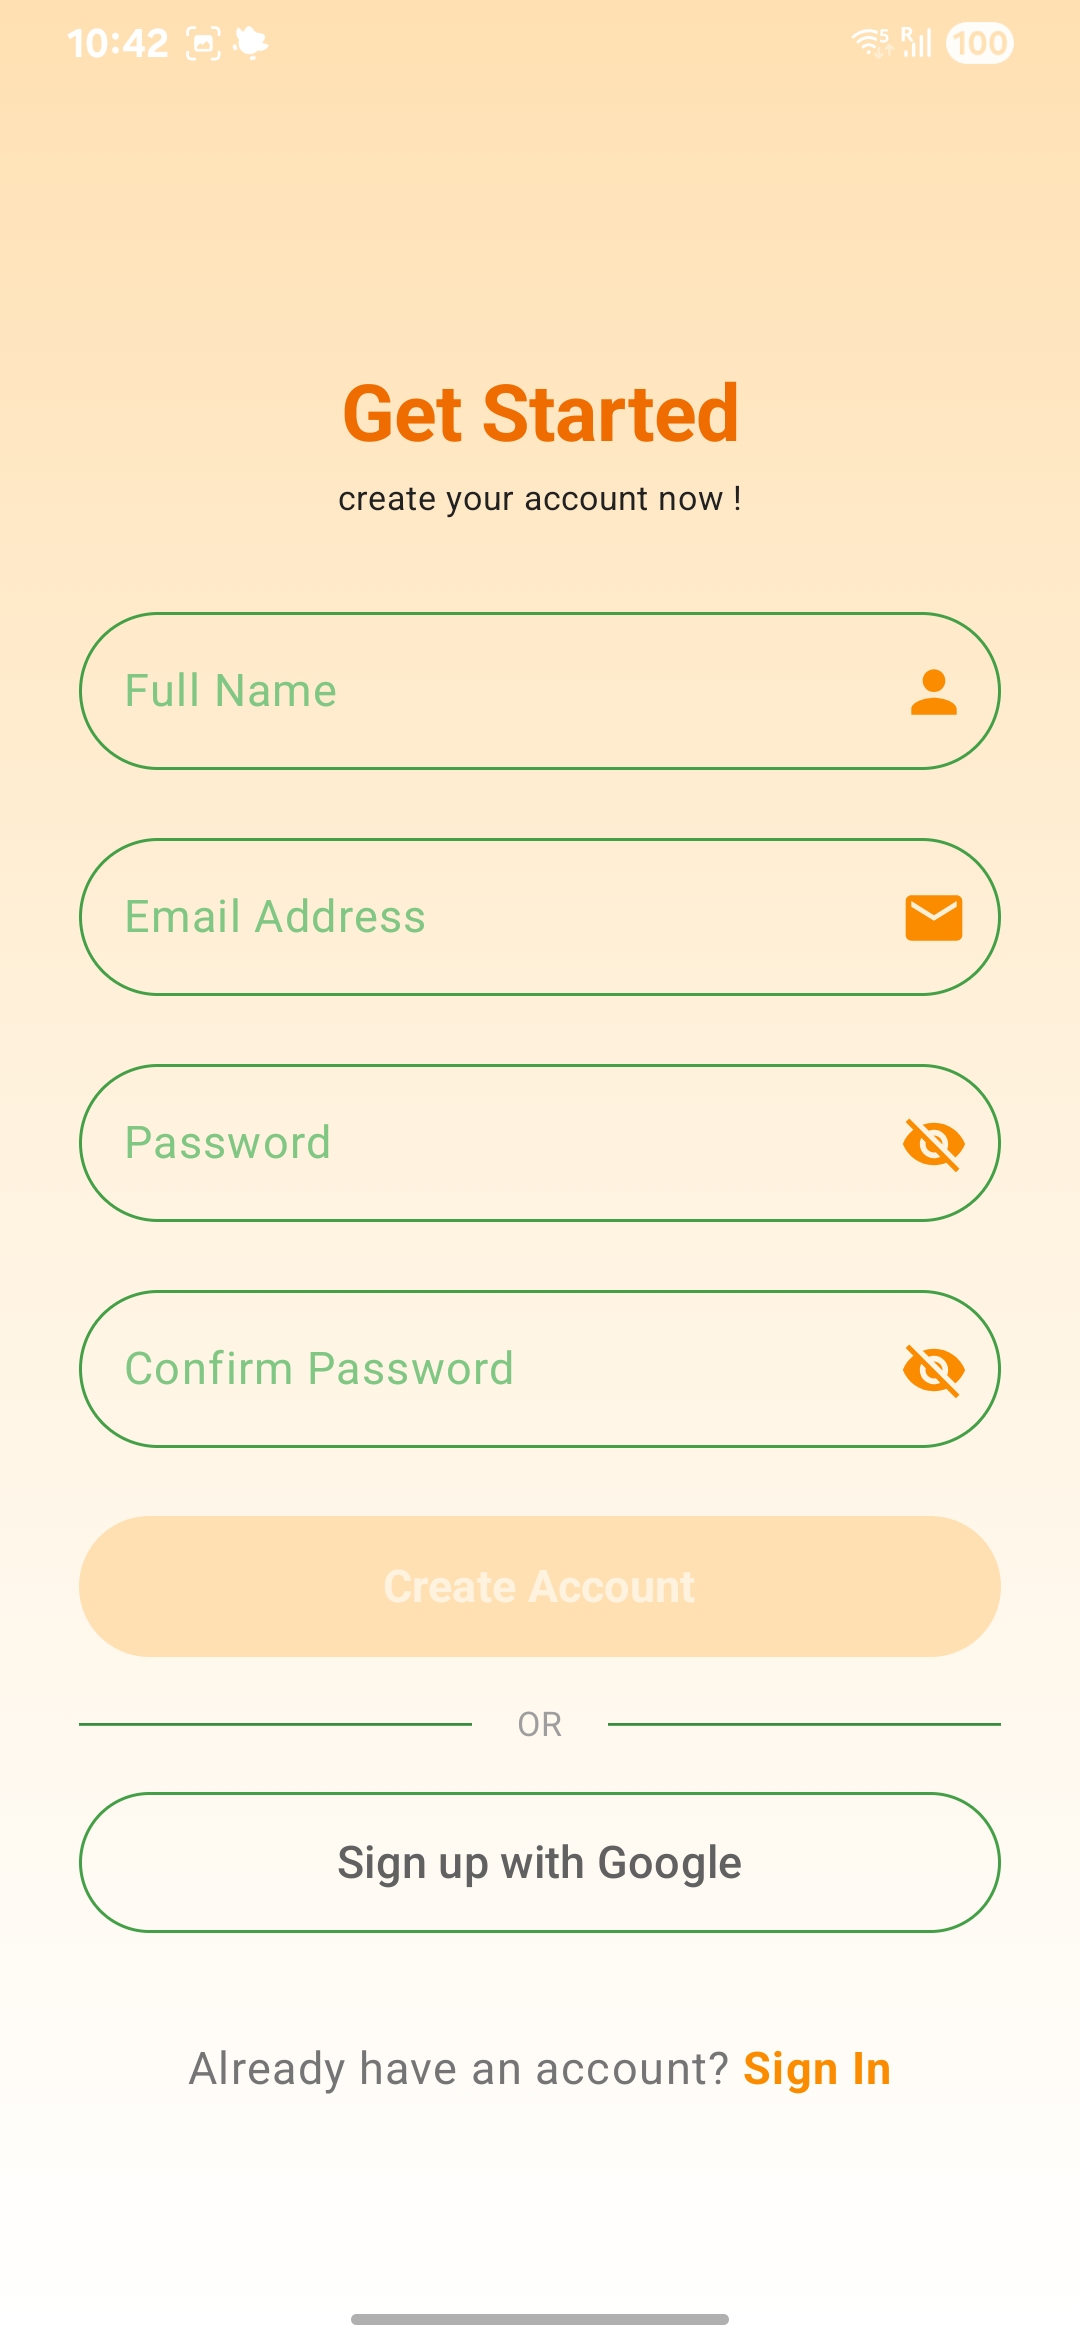 10:42 5 R 100
Get Started
create your account now !
Full Name
Email Address
Password
Confirm Password
Create Account
OR
Sign up with Google
Already have an account? Sign In